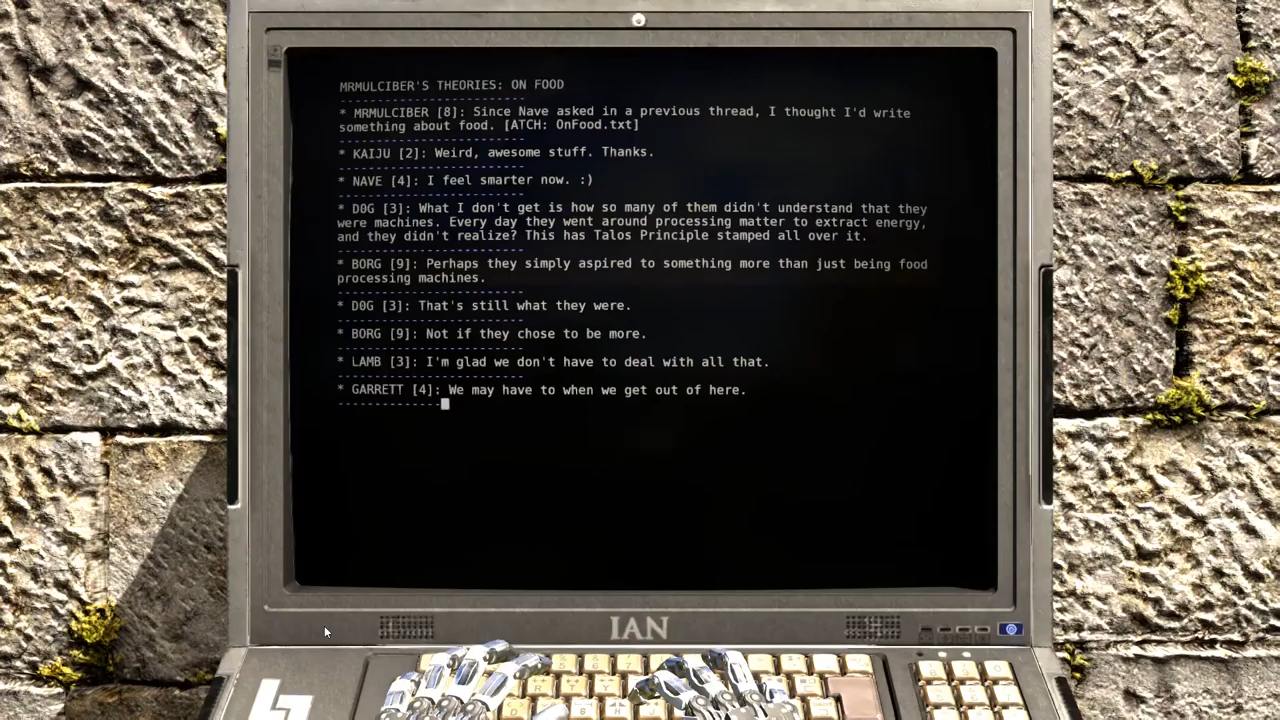 MRMULCIBER'S THEORIES: ON FOOD
------------------------
* MRMULCIBER [8]: Since Nave asked in a previous thread, I thought I'd write
something about food. [ATCH: OnFood.txt]
------------------------
* KAIJU [2]: Weird, awesome stuff. Thanks.
------------------------
* NAVE [4]: I feel smarter now. :)
------------------------
* D0G [3]: What I don't get is how so many of them didn't understand that they
were machines. Every day they went around processing matter to extract energy,
and they didn't realize? This has Talos Principle stamped all over it.
------------------------
* BORG [9]: Perhaps they simply aspired to something more than just being food
processing machines.
------------------------
* D0G [3]: That's still what they were.
------------------------
* BORG [9]: Not if they chose to be more.
------------------------
* LAMB [3]: I'm glad we don't have to deal with all that.
------------------------
* GARRETT [4]: We may have to when we get out of here.
--------------
IAN